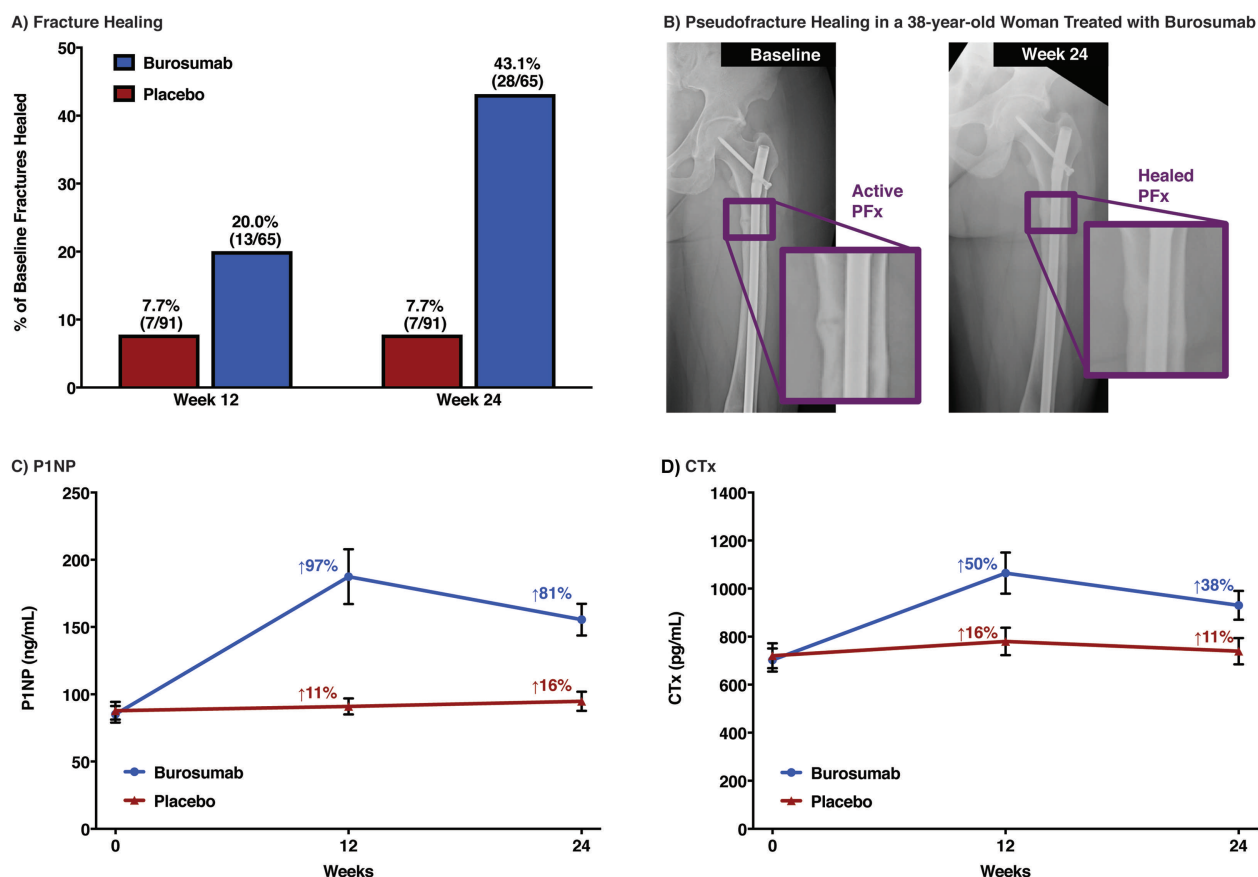 A) Fracture Healing
50
40
30
20
10
0
% of Baseline Fractures Healed
Burosumab
Placebo
7.7%
(7/91)
20.0%
(13/65)
7.7%
(7/91)
43.1%
(28/65)
Week 12
Week 24
B) Pseudofracture Healing in a 38-year-old Woman Treated with Burosumab
Baseline
Active
PFx
Week 24
Healed
PFx
C) P1NP
250
200
150
100
50
0
P1NP (ng/mL)
↑97%
↑81%
↑11%
↑16%
Burosumab
Placebo
0
12
24
Weeks
D) CTx
1400
1200
1000
800
600
400
200
0
CTx (pg/mL)
↑50%
↑38%
↑16%
↑11%
Burosumab
Placebo
0
12
24
Weeks